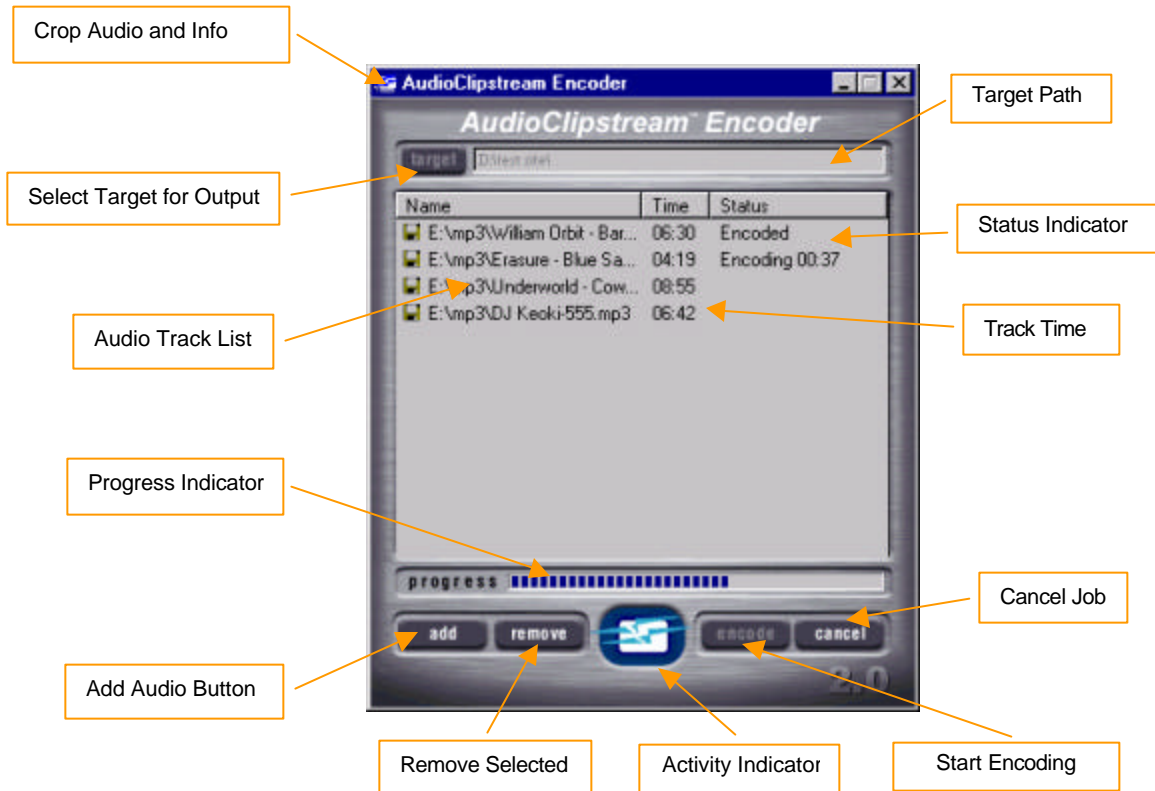 Crop Audio and Info
AudioClipstream Encoder
Target Path
AudioClipstream™ Encoder
target D:\test site\
Select Target for Output
Name Time Status
Status Indicator
E:\mp3\William Orbit - Bar... 06:30 Encoded
E:\mp3\Erasure - Blue Sa... 04:19 Encoding 00:37
E:\mp3\Underworld - Cow... 08:55
E:\mp3\DJ Keoki-555.mp3 06:42
Audio Track List
Track Time
Progress Indicator
progress
Cancel Job
add remove encode cancel
2.0
Add Audio Button
Remove Selected
Activity Indicator
Start Encoding